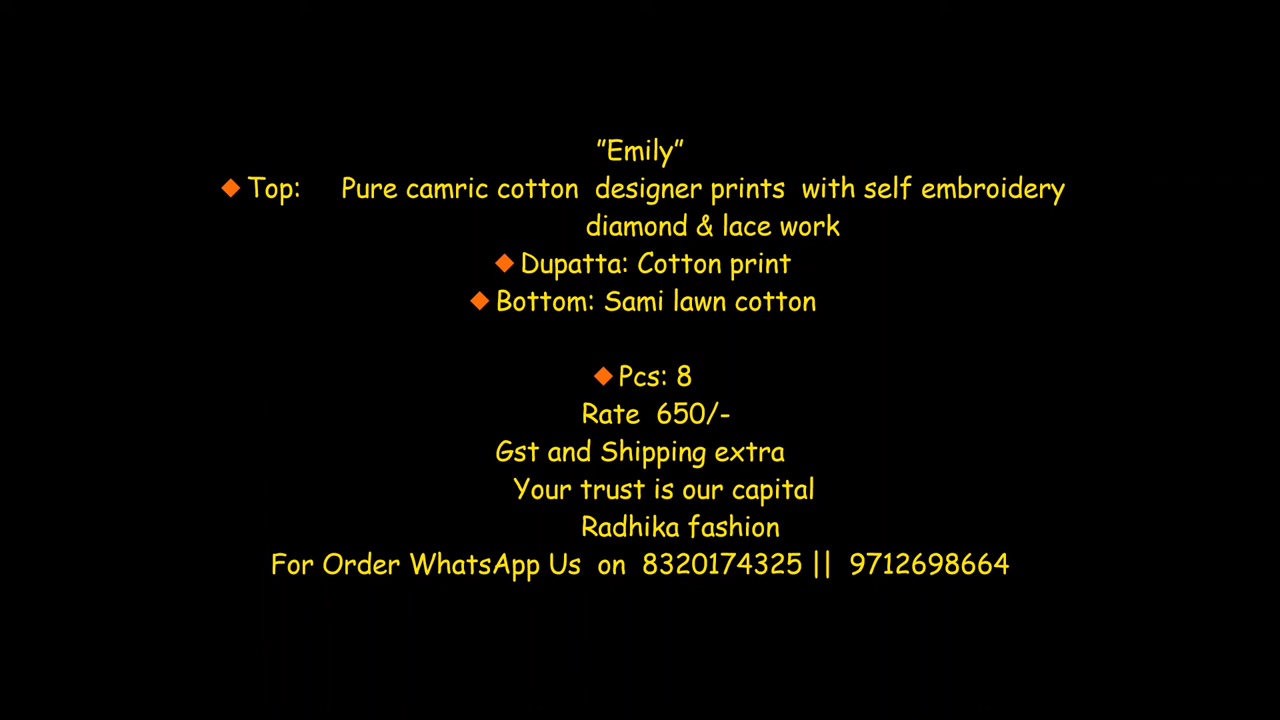 ”Emily”
🔶Top: Pure camric cotton designer prints with self embroidery
diamond & lace work
🔶Dupatta: Cotton print
🔶Bottom: Sami lawn cotton
🔶Pcs: 8
Rate 650/-
Gst and Shipping extra
Your trust is our capital
Radhika fashion
For Order WhatsApp Us on 8320174325 || 9712698664